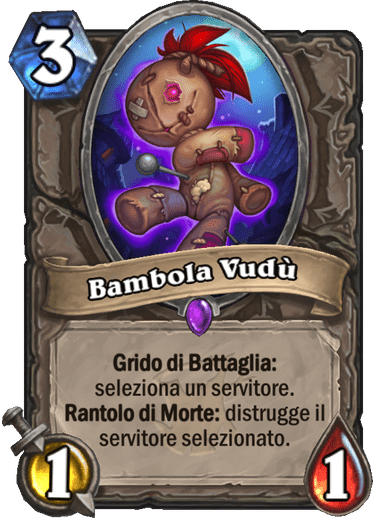 3
Bambola Vudù
Grido di Battaglia:
seleziona un servitore.
Rantolo di Morte: distrugge il
servitore selezionato.
1
1